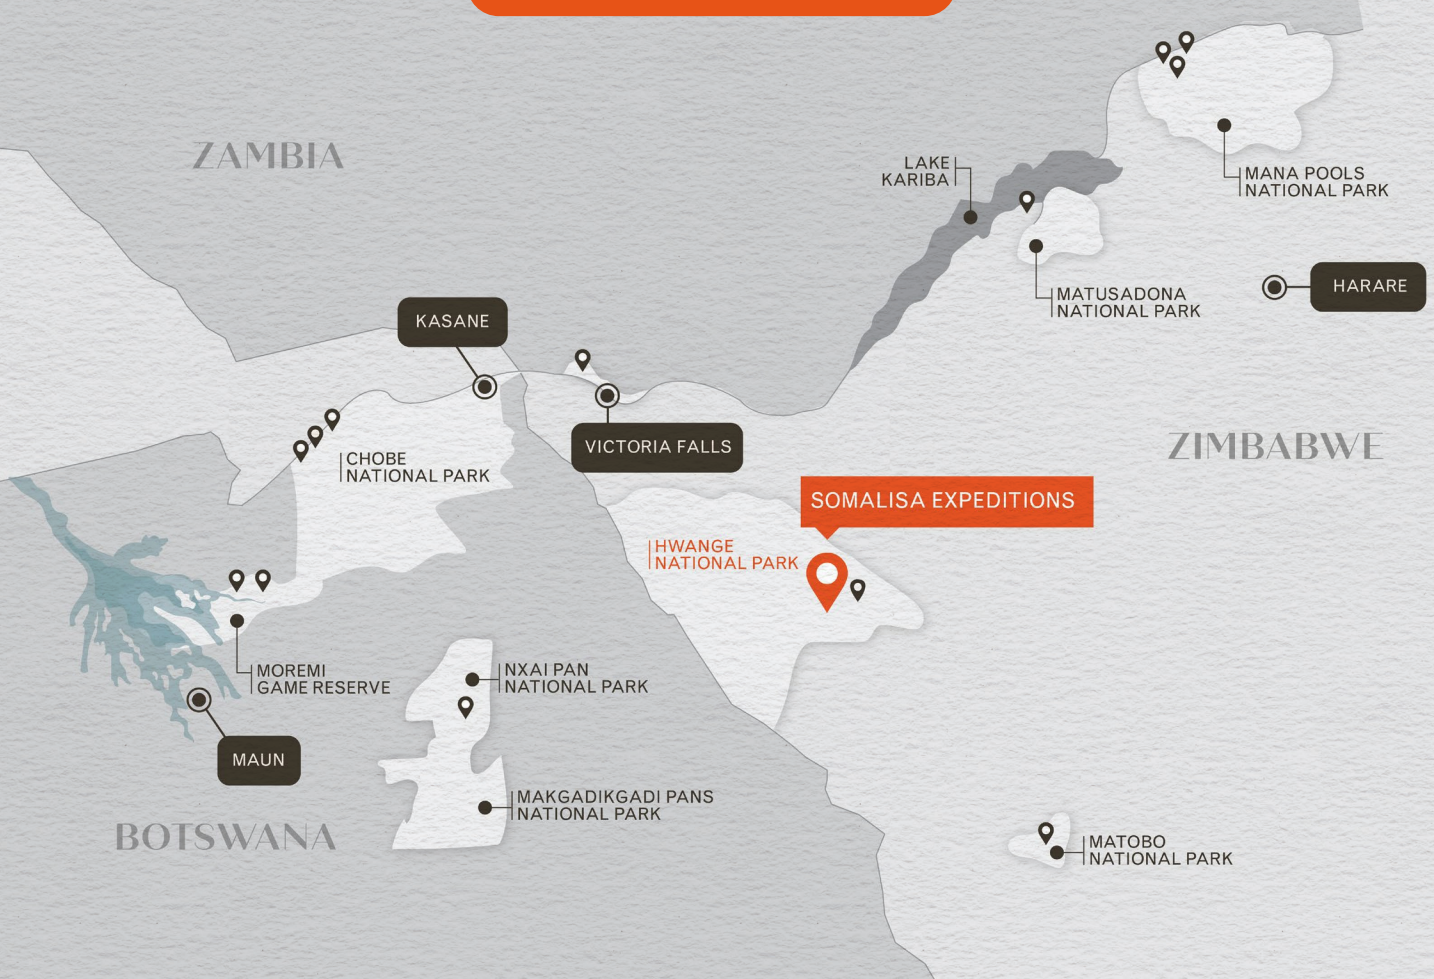 ZAMBIA
LAKE
KARIBA
MANA POOLS
NATIONAL PARK
MATUSADONA
NATIONAL PARK
HARARE
KASANE
VICTORIA FALLS
CHOBE
NATIONAL PARK
ZIMBABWE
SOMALISA EXPEDITIONS
HWANGE
NATIONAL PARK
MOREMI
GAME RESERVE
NXAI PAN
NATIONAL PARK
MAUN
MAKGADIKGADI PANS
NATIONAL PARK
BOTSWANA
MATOBO
NATIONAL PARK